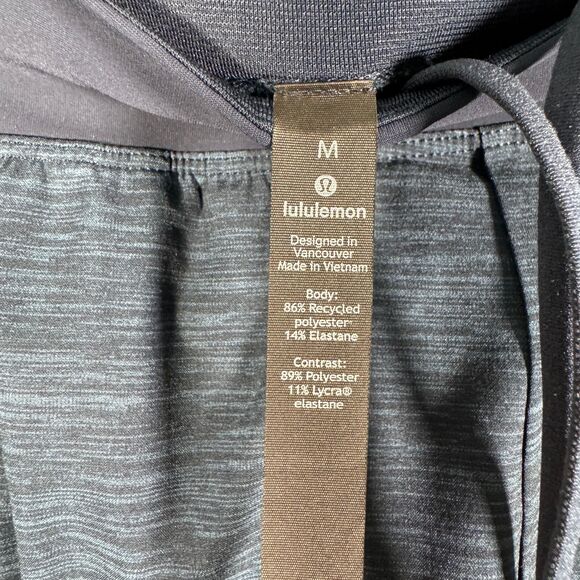 M
lululemon
Designed in
Vancouver
Made in Vietnam
Body:
86% Recycled
polyester
14% Elastane
Contrast:
89% Polyester
11% Lycra®
elastane